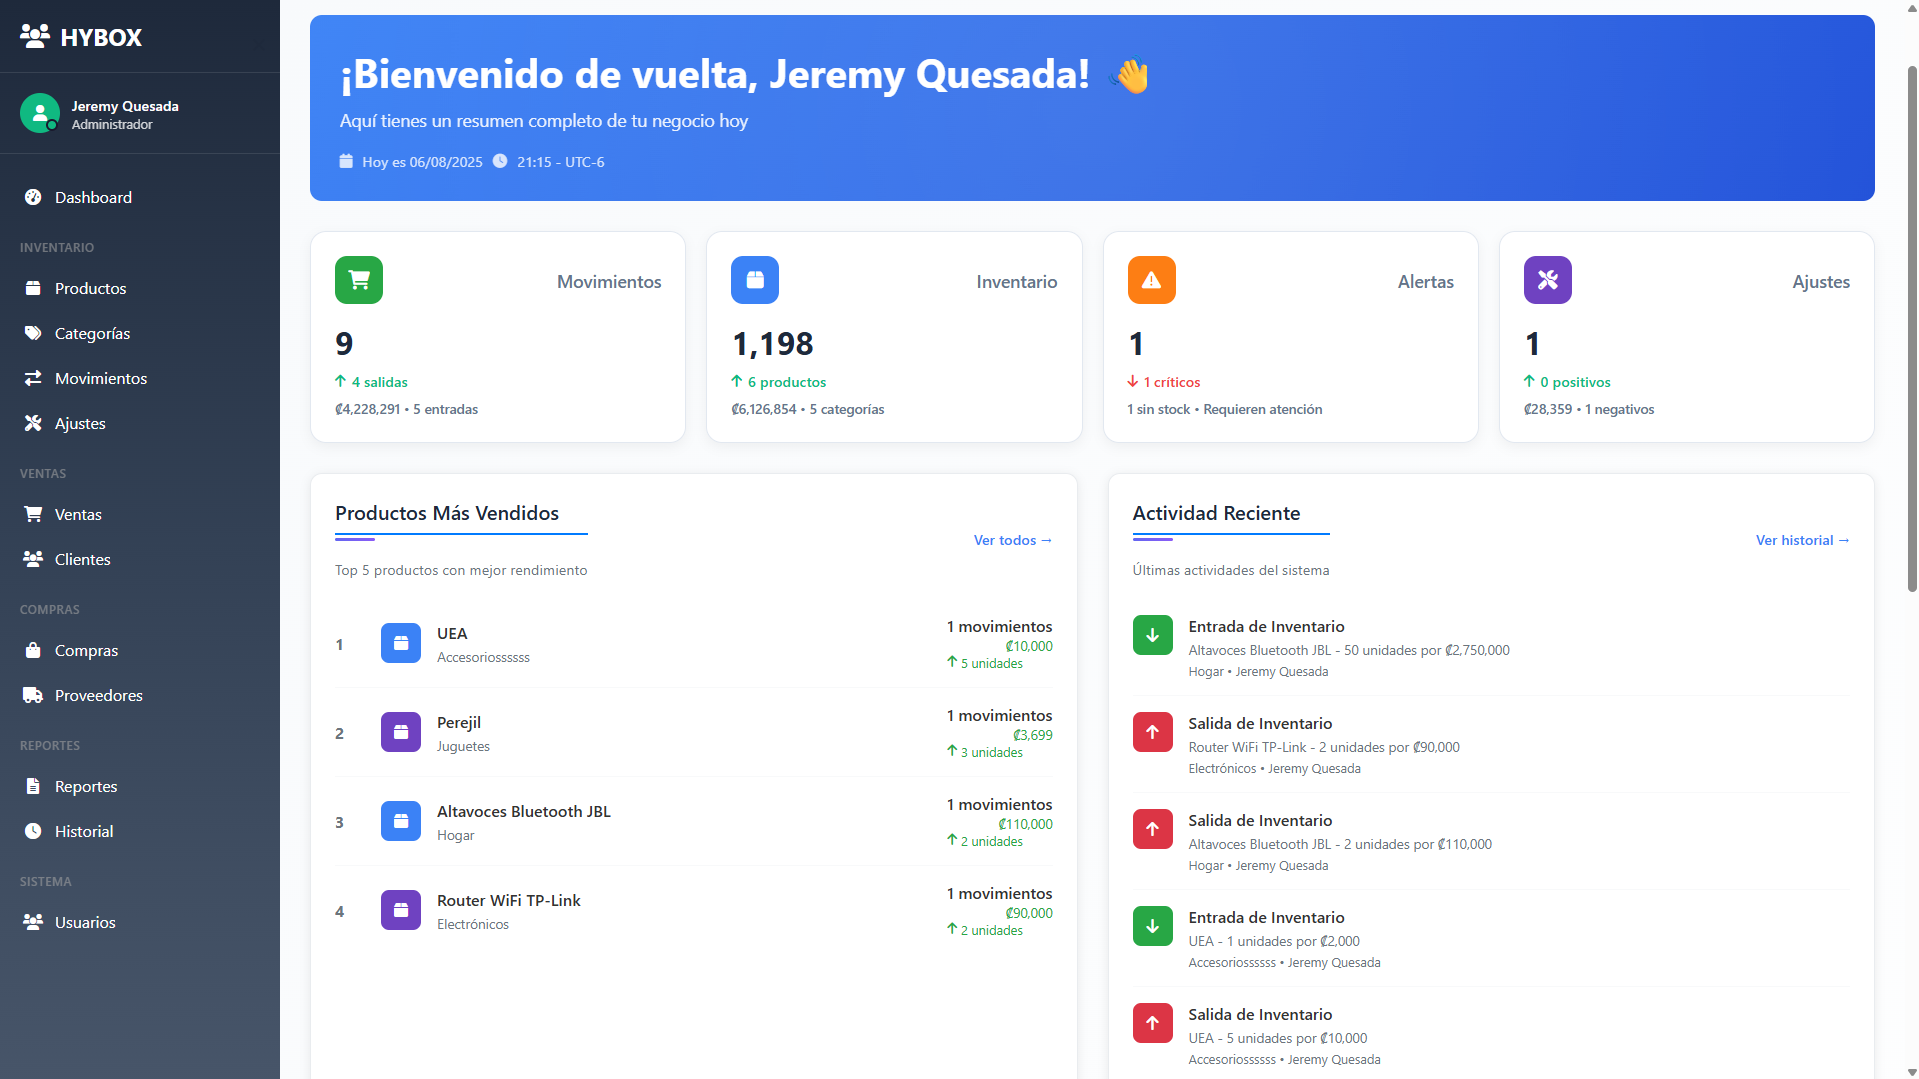 HYBOX
Jeremy Quesada
Administrador
Dashboard
INVENTARIO
Productos
Categorías
Movimientos
Ajustes
VENTAS
Ventas
Clientes
COMPRAS
Compras
Proveedores
REPORTES
Reportes
Historial
SISTEMA
Usuarios
¡Bienvenido de vuelta, Jeremy Quesada! 👋
Aquí tienes un resumen completo de tu negocio hoy
Hoy es 06/08/2025 21:15 - UTC-6
Movimientos
9
↑ 4 salidas
₡4,228,291 • 5 entradas
Inventario
1,198
↑ 6 productos
₡6,126,854 • 5 categorías
Alertas
1
↓ 1 críticos
1 sin stock • Requieren atención
Ajustes
1
↑ 0 positivos
₡28,359 • 1 negativos
Productos Más Vendidos
Ver todos →
Top 5 productos con mejor rendimiento
1
UEA
Accesoriossssss
1 movimientos
₡10,000
↑ 5 unidades
2
Perejil
Juguetes
1 movimientos
₡3,699
↑ 3 unidades
3
Altavoces Bluetooth JBL
Hogar
1 movimientos
₡110,000
↑ 2 unidades
4
Router WiFi TP-Link
Electrónicos
1 movimientos
₡90,000
↑ 2 unidades
Actividad Reciente
Ver historial →
Últimas actividades del sistema
Entrada de Inventario
Altavoces Bluetooth JBL - 50 unidades por ₡2,750,000
Hogar • Jeremy Quesada
Salida de Inventario
Router WiFi TP-Link - 2 unidades por ₡90,000
Electrónicos • Jeremy Quesada
Salida de Inventario
Altavoces Bluetooth JBL - 2 unidades por ₡110,000
Hogar • Jeremy Quesada
Entrada de Inventario
UEA - 1 unidades por ₡2,000
Accesoriossssss • Jeremy Quesada
Salida de Inventario
UEA - 5 unidades por ₡10,000
Accesoriossssss • Jeremy Quesada